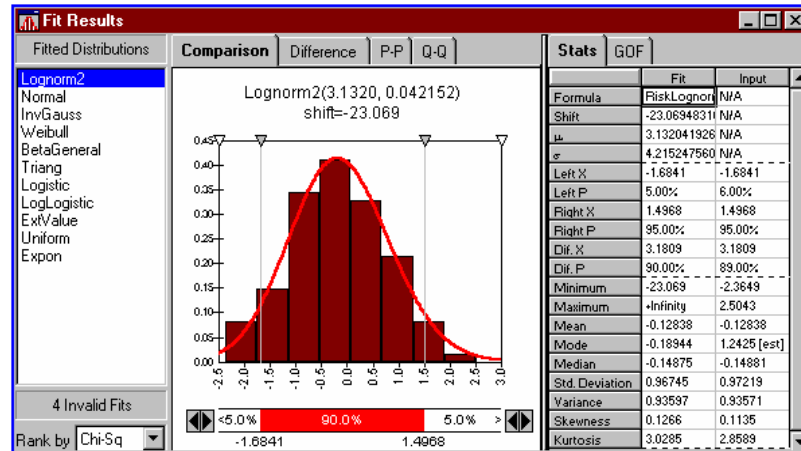 Fit Results
Fitted Distributions
Lognorm2
Normal
InvGauss
Weibull
BetaGeneral
Triang
Logistic
LogLogistic
ExtValue
Uniform
Expon
4 Invalid Fits
Rank by Chi-Sq
Comparison Difference P-P Q-Q
Lognorm2(3.1320, 0.042152)
shift=-23.069
0.45
0.40
0.35
0.30
0.25
0.20
0.15
0.10
0.05
0.00
-2.5 -2.0 -1.5 -1.0 -0.5 0.0 0.5 1.0 1.5 2.0 2.5 3.0
<5.0% 90.0% 5.0% >
-1.6841 1.4968
Stats GOF
Fit Input
Formula RiskLognor N/A
Shift -23.0694831 N/A
μ 3.132041926 N/A
σ 4.215247560 N/A
Left X -1.6841 -1.6841
Left P 5.00% 6.00%
Right X 1.4968 1.4968
Right P 95.00% 95.00%
Dif. X 3.1809 3.1809
Dif. P 90.00% 89.00%
Minimum -23.069 -2.3649
Maximum +Infinity 2.5043
Mean -0.12838 -0.12838
Mode -0.18944 1.2425 [est]
Median -0.14875 -0.14881
Std. Deviation 0.96745 0.97219
Variance 0.93597 0.93571
Skewness 0.1266 0.1135
Kurtosis 3.0285 2.8589